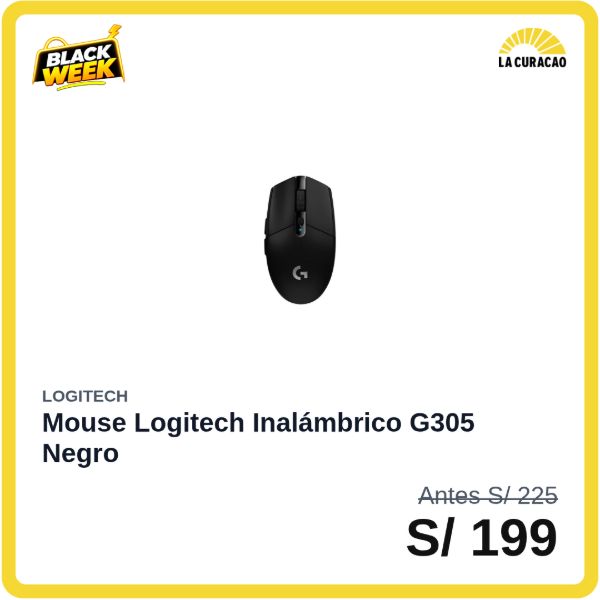 BLACK
WEEK
LA CURACAO
G
LOGITECH
Mouse Logitech Inalámbrico G305
Negro
Antes S/ 225
S/ 199